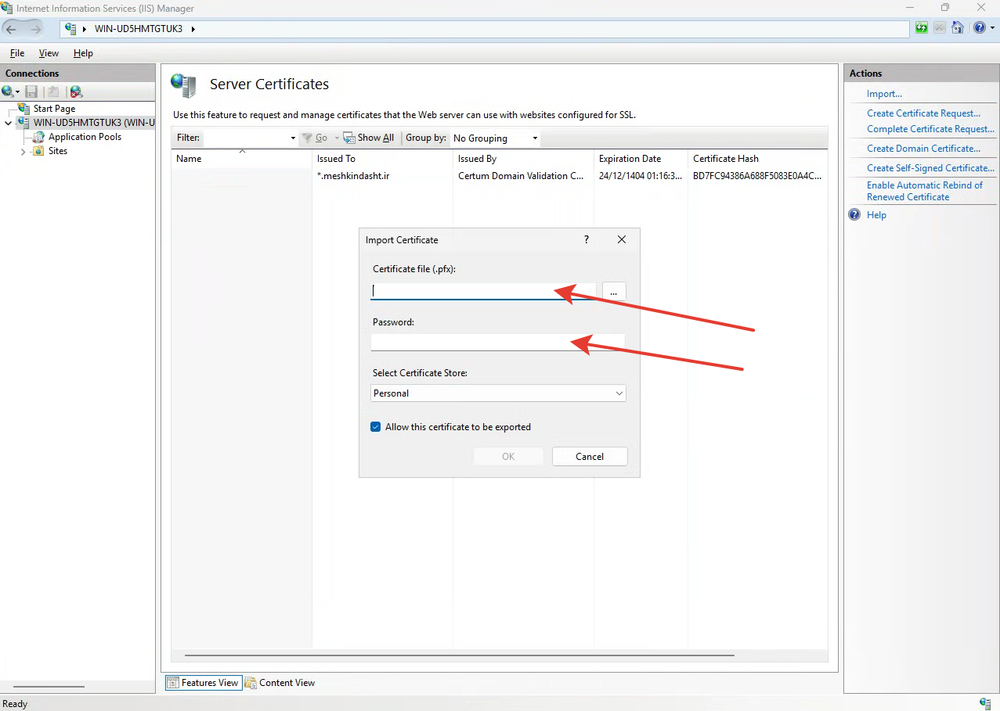 Internet Information Services (IIS) Manager
WIN-UD5HMTGTUK3
File View Help
Connections
Start Page
WIN-UD5HMTGTUK3 (WIN-U
Application Pools
Sites
Server Certificates
Use this feature to request and manage certificates that the Web server can use with websites configured for SSL.
Filter: Go Show All Group by: No Grouping
Name Issued To Issued By Expiration Date Certificate Hash
*.meshkindasht.ir Certum Domain Validation C... 24/12/1404 01:16:3... BD7FC94386A688F5083E0A4C...
Import Certificate ?
Certificate file (.pfx):
...
Password:
Select Certificate Store:
Personal
Allow this certificate to be exported
OK Cancel
Features View Content View
Actions
Import...
Create Certificate Request...
Complete Certificate Request...
Create Domain Certificate...
Create Self-Signed Certificate...
Enable Automatic Rebind of
Renewed Certificate
Help
Ready